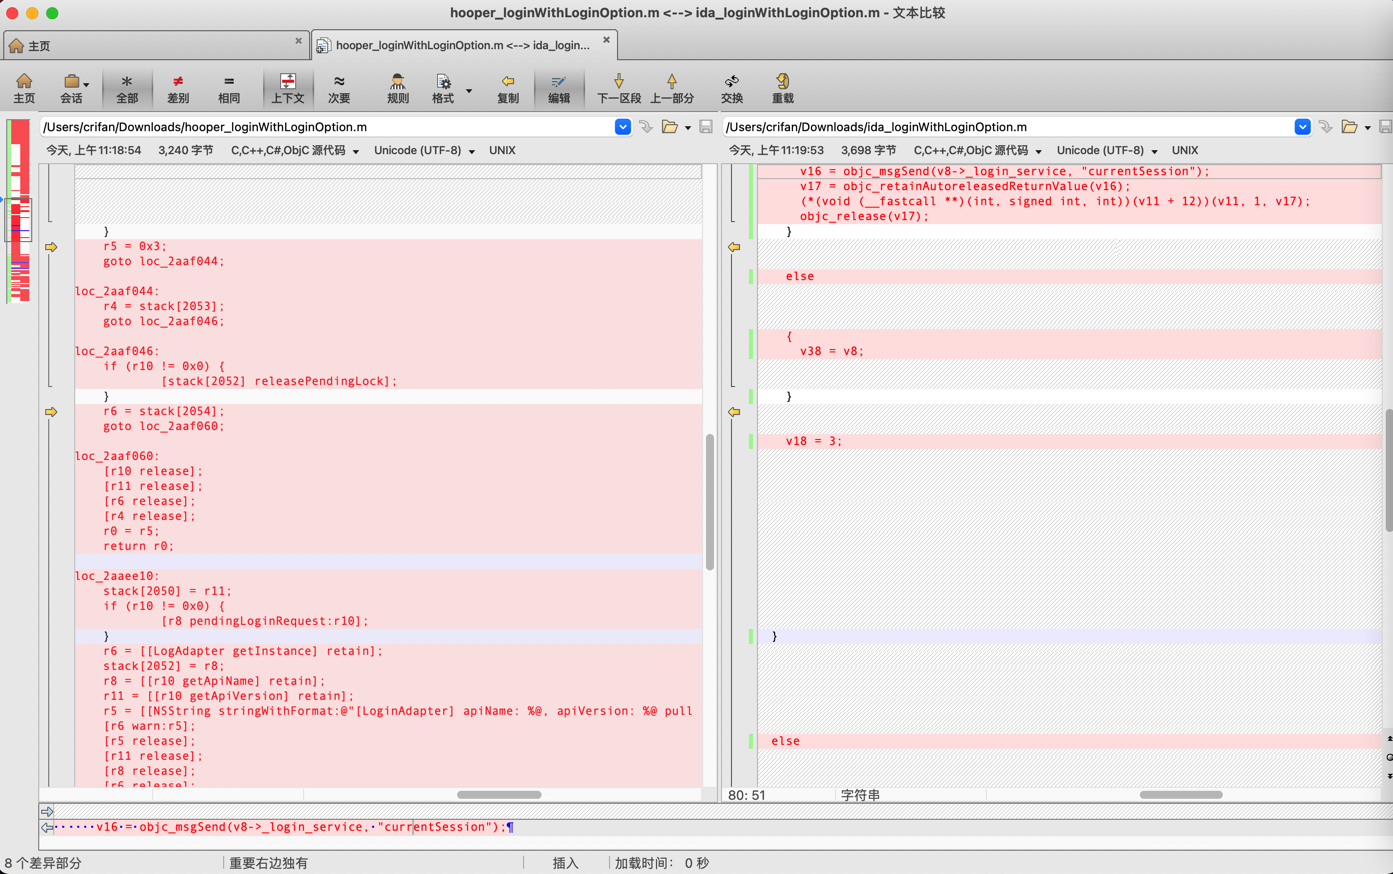 hooper_loginWithLoginOption.m <--> ida_loginWithLoginOption.m - 文本比较
主页
hooper_loginWithLoginOption.m <--> ida_login...
主页 会话 全部 差别 相同 上下文 次要 规则 格式 复制 编辑 下一区段 上一部分 交换 重载
/Users/crifan/Downloads/hooper_loginWithLoginOption.m
今天, 上午11:18:54 3,240 字节 C,C++,C#,ObjC 源代码 Unicode (UTF-8) UNIX
}
r5 = 0x3;
goto loc_2aaf044;
loc_2aaf044:
r4 = stack[2053];
goto loc_2aaf046;
loc_2aaf046:
if (r10 != 0x0) {
[stack[2052] releasePendingLock];
}
r6 = stack[2054];
goto loc_2aaf060;
loc_2aaf060:
[r10 release];
[r11 release];
[r6 release];
[r4 release];
r0 = r5;
return r0;
loc_2aaee10:
stack[2050] = r11;
if (r10 != 0x0) {
[r8 pendingLoginRequest:r10];
}
r6 = [[LogAdapter getInstance] retain];
stack[2052] = r8;
r8 = [[r10 getApiName] retain];
r11 = [[r10 getApiVersion] retain];
r5 = [[NSString stringWithFormat:@"[LoginAdapter] apiName: %@, apiVersion: %@ pull
[r6 warn:r5];
[r5 release];
[r11 release];
[r8 release];
[r6 release];
/Users/crifan/Downloads/ida_loginWithLoginOption.m
今天, 上午11:19:53 3,698 字节 C,C++,C#,ObjC 源代码 Unicode (UTF-8) UNIX
v16 = objc_msgSend(v8->_login_service, "currentSession");
v17 = objc_retainAutoreleasedReturnValue(v16);
(*(void (__fastcall **)(int, signed int, int))(v11 + 12))(v11, 1, v17);
objc_release(v17);
}
else
{
v38 = v8;
}
v18 = 3;
}
else
80: 51 字符串
······v16·=·objc_msgSend(v8->_login_service,·"currentSession");¶
8 个差异部分 重要右边独有 插入 加载时间： 0 秒